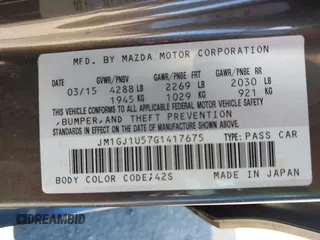 MFD. BY MAZDA MOTOR CORPORATION
GVWR/PNBV GAWR/PNBE FRT GAWR/PNBE RR
03/15 4288 LB 2269 LB 2030 LB
1945 KG 1029 KG 921 KG
THIS VEHICLE CONFORMS TO ALL APPLICABLE
FEDERAL MOTOR VEHICLE SAFETY
,BUMPER,AND THEFT PREVENTION
STANDARDS IN EFFECT ON THE DATE OF
MANUFACTURE SHOWN ABOVE.
JM1GJ1U57G1417675 TYPE:PASS CAR
BODY COLOR CODE;42S MADE IN JAPAN
DREAMBID